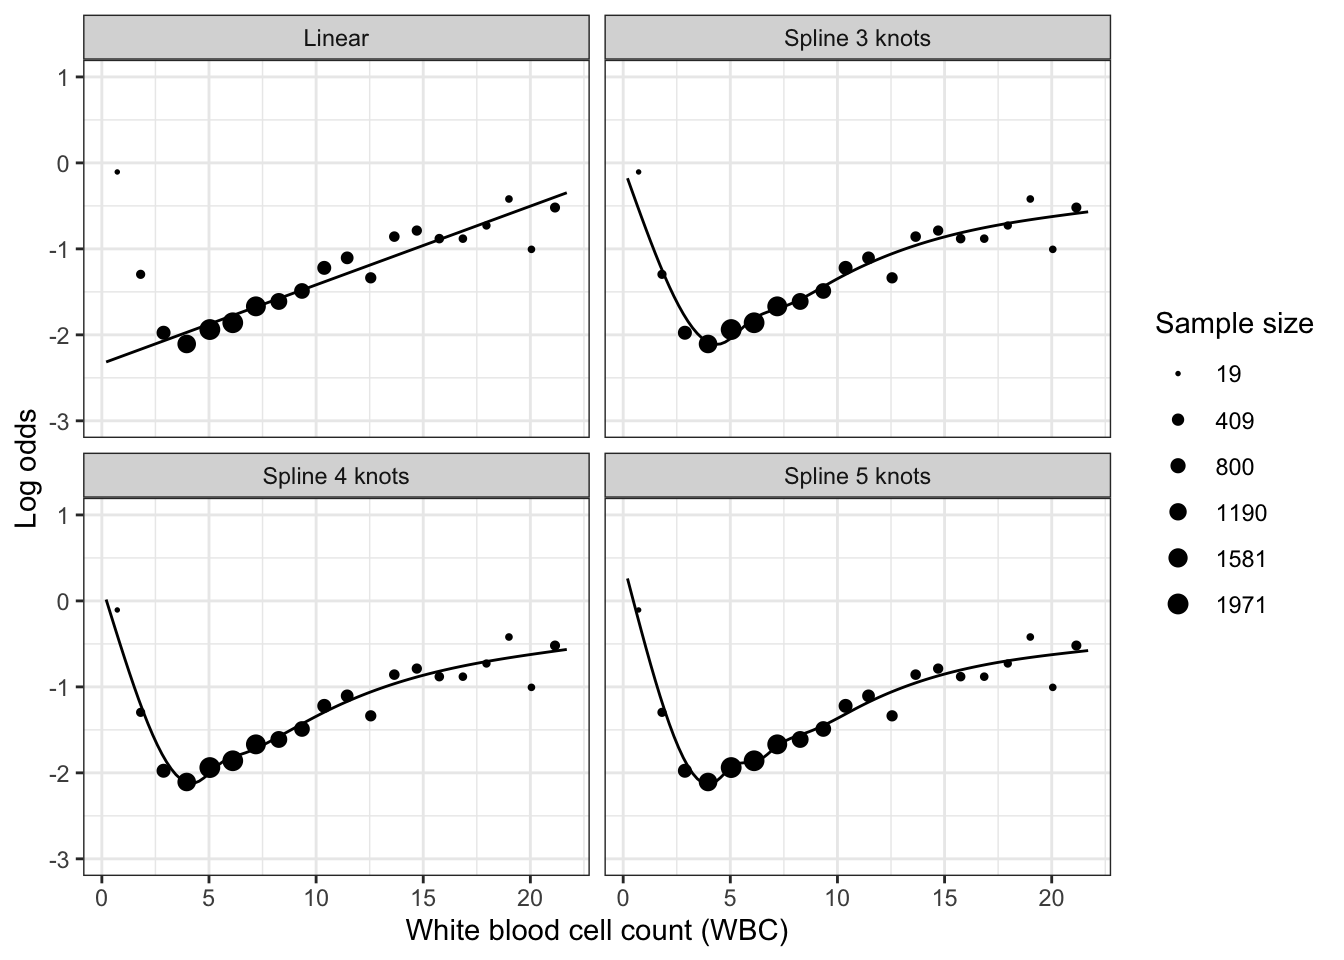 Linear
Spline 3 knots
1
0
-1
-2
-3
Spline 4 knots
Spline 5 knots
1
0
-1
-2
-3
0 5 10 15 20
0 5 10 15 20
Log odds
White blood cell count (WBC)
Sample size
19
409
800
1190
1581
1971